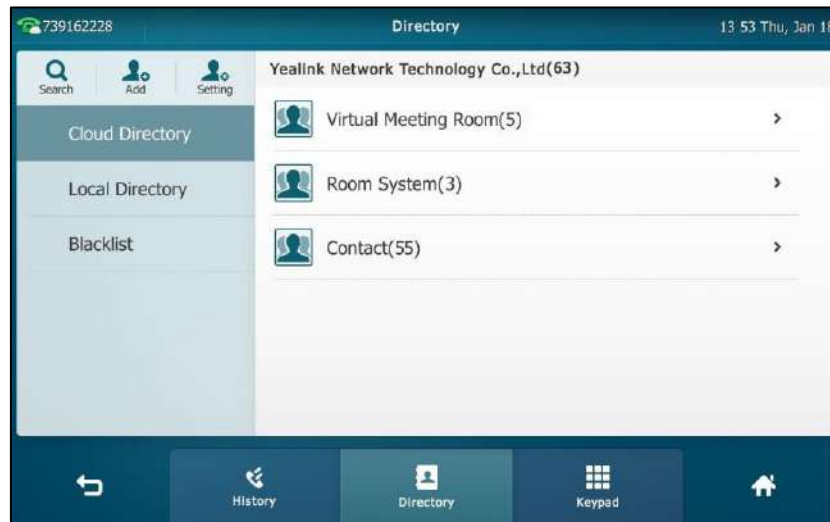 739162228
Directory
13 53 Thu, Jan 18
Search
Add
Setting
Cloud Directory
Local Directory
Blacklist
Yealink Network Technology Co.,Ltd(63)
Virtual Meeting Room(5)
Room System(3)
Contact(55)
History
Directory
Keypad